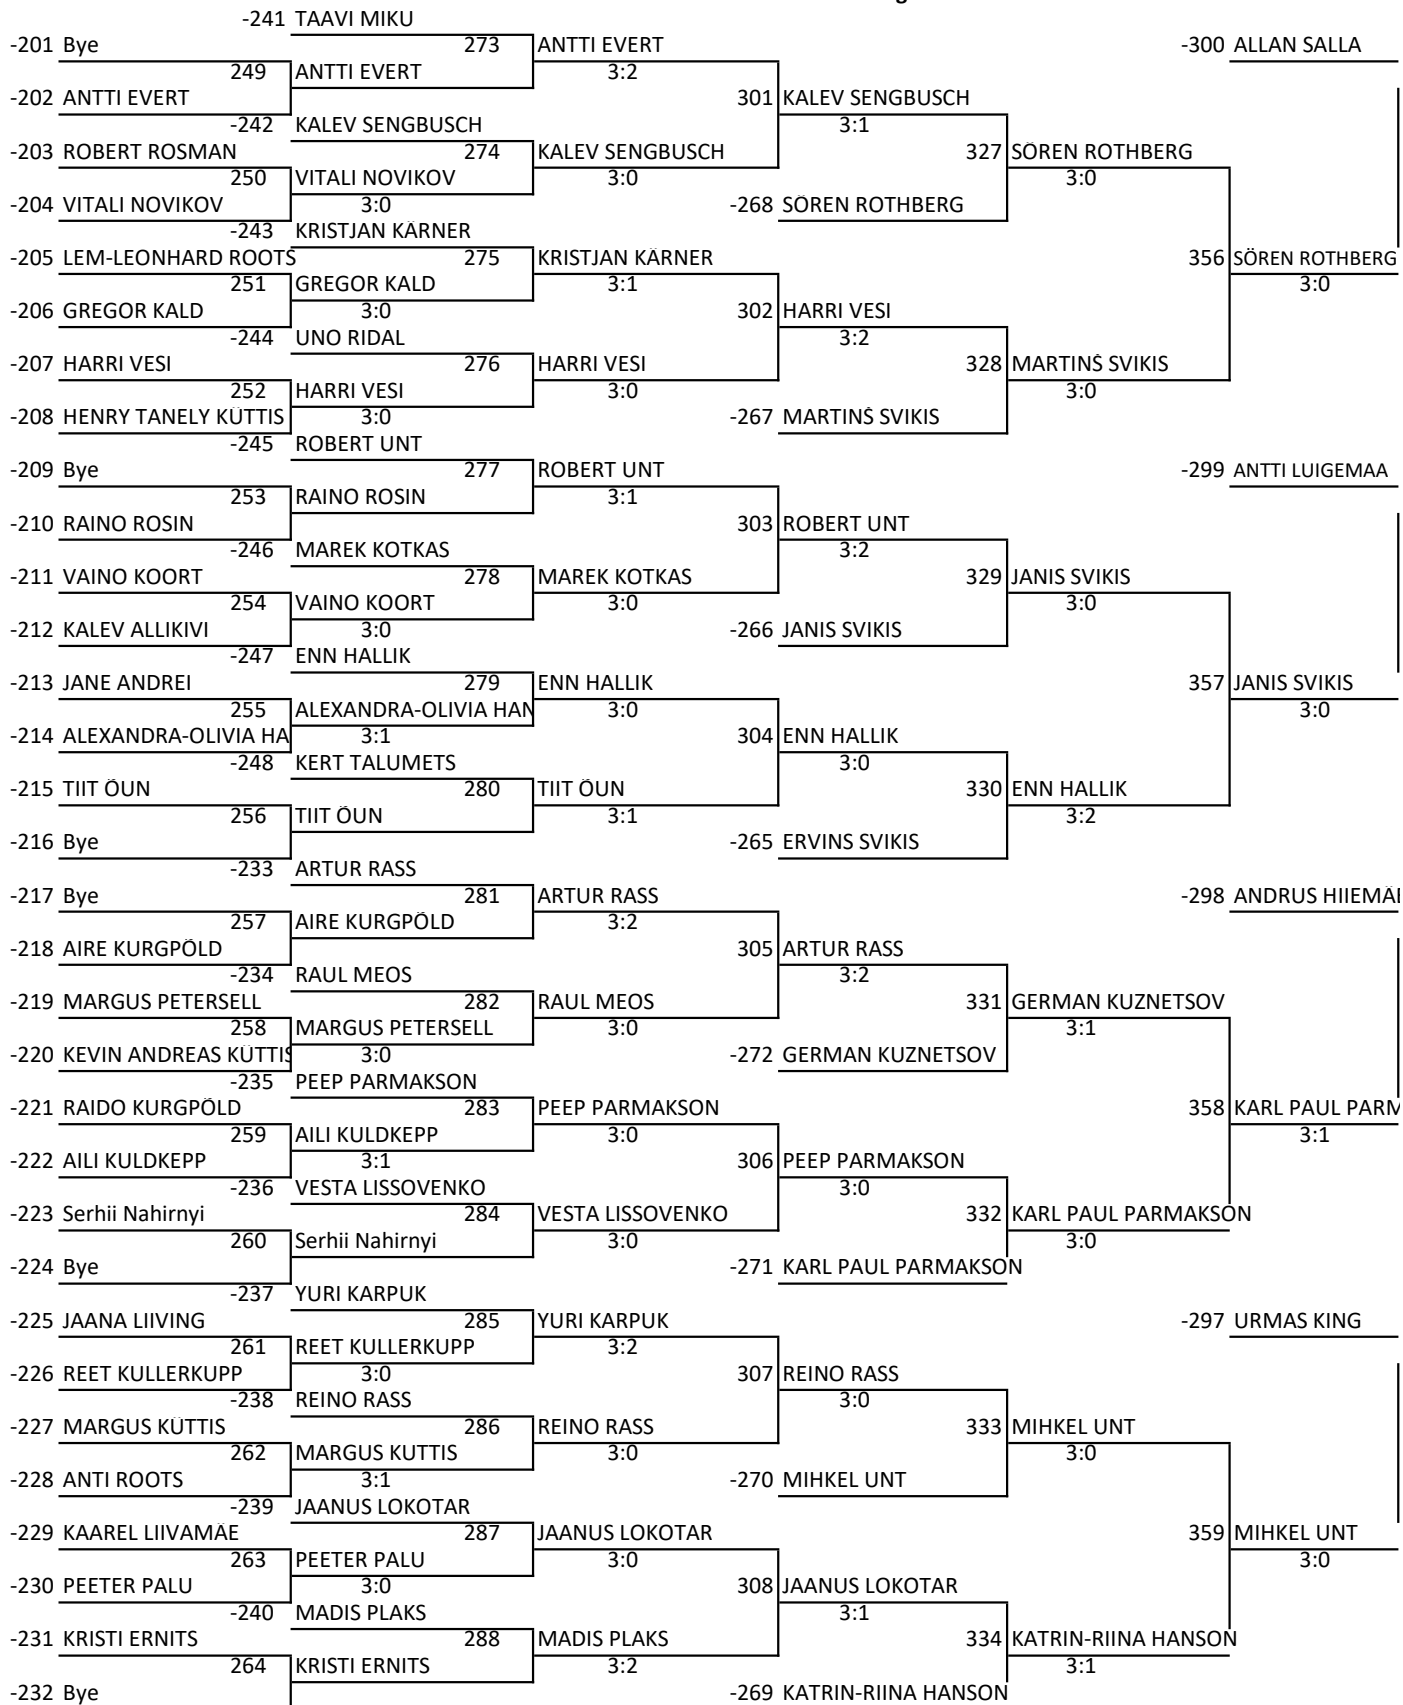 g
-241 TAAVI MIKU
-201 Bye 273 ANTTI EVERT -300 ALLAN SALLA
249 ANTTI EVERT 3:2
-202 ANTTI EVERT 301 KALEV SENGBUSCH
-242 KALEV SENGBUSCH 3:1
-203 ROBERT ROSMAN 274 KALEV SENGBUSCH 327 SÖREN ROTHBERG
250 VITALI NOVIKOV 3:0 3:0
-204 VITALI NOVIKOV 3:0 -268 SÖREN ROTHBERG
-243 KRISTJAN KÄRNER
-205 LEM-LEONHARD ROOTS 275 KRISTJAN KÄRNER 356 SÖREN ROTHBERG
251 GREGOR KALD 3:1 3:0
-206 GREGOR KALD 3:0 302 HARRI VESI
-244 UNO RIDAL 3:2
-207 HARRI VESI 276 HARRI VESI 328 MARTINŠ SVIKIS
252 HARRI VESI 3:0 3:0
-208 HENRY TANELY KÜTTIS 3:0 -267 MARTINŠ SVIKIS
-245 ROBERT UNT
-209 Bye 277 ROBERT UNT -299 ANTTI LUIGEMAA
253 RAINO ROSIN 3:1
-210 RAINO ROSIN 303 ROBERT UNT
-246 MAREK KOTKAS 3:2
-211 VAINO KOORT 278 MAREK KOTKAS 329 JANIS SVIKIS
254 VAINO KOORT 3:0 3:0
-212 KALEV ALLIKIVI 3:0 -266 JANIS SVIKIS
-247 ENN HALLIK
-213 JANE ANDREI 279 ENN HALLIK 357 JANIS SVIKIS
255 ALEXANDRA-OLIVIA HAN 3:0 3:0
-214 ALEXANDRA-OLIVIA HA 3:1 304 ENN HALLIK
-248 KERT TALUMETS 3:0
-215 TIIT ÕUN 280 TIIT ÕUN 330 ENN HALLIK
256 TIIT ÕUN 3:1 3:2
-216 Bye -265 ERVINS SVIKIS
-233 ARTUR RASS
-217 Bye 281 ARTUR RASS -298 ANDRUS HIIEMÄE
257 AIRE KURGPÕLD 3:2
-218 AIRE KURGPÕLD 305 ARTUR RASS
-234 RAUL MEOS 3:2
-219 MARGUS PETERSELL 282 RAUL MEOS 331 GERMAN KUZNETSOV
258 MARGUS PETERSELL 3:0 3:1
-220 KEVIN ANDREAS KÜTTIS 3:0 -272 GERMAN KUZNETSOV
-235 PEEP PARMAKSON
-221 RAIDO KURGPÕLD 283 PEEP PARMAKSON 358 KARL PAUL PARM
259 AILI KULDKEPP 3:0 3:1
-222 AILI KULDKEPP 3:1 306 PEEP PARMAKSON
-236 VESTA LISSOVENKO 3:0
-223 Serhii Nahirnyi 284 VESTA LISSOVENKO 332 KARL PAUL PARMAKSON
260 Serhii Nahirnyi 3:0 3:0
-224 Bye -271 KARL PAUL PARMAKSON
-237 YURI KARPUK
-225 JAANA LIIVING 285 YURI KARPUK -297 URMAS KING
261 REET KULLERKUPP 3:2
-226 REET KULLERKUPP 3:0 307 REINO RASS
-238 REINO RASS 3:0
-227 MARGUS KÜTTIS 286 REINO RASS 333 MIHKEL UNT
262 MARGUS KÜTTIS 3:0 3:0
-228 ANTI ROOTS 3:1 -270 MIHKEL UNT
-239 JAANUS LOKOTAR
-229 KAAREL LIIVAMÄE 287 JAANUS LOKOTAR 359 MIHKEL UNT
263 PEETER PALU 3:0 3:0
-230 PEETER PALU 3:0 308 JAANUS LOKOTAR
-240 MADIS PLAKS 3:1
-231 KRISTI ERNITS 288 MADIS PLAKS 334 KATRIN-RIINA HANSON
264 KRISTI ERNITS 3:2 3:1
-232 Bye -269 KATRIN-RIINA HANSON